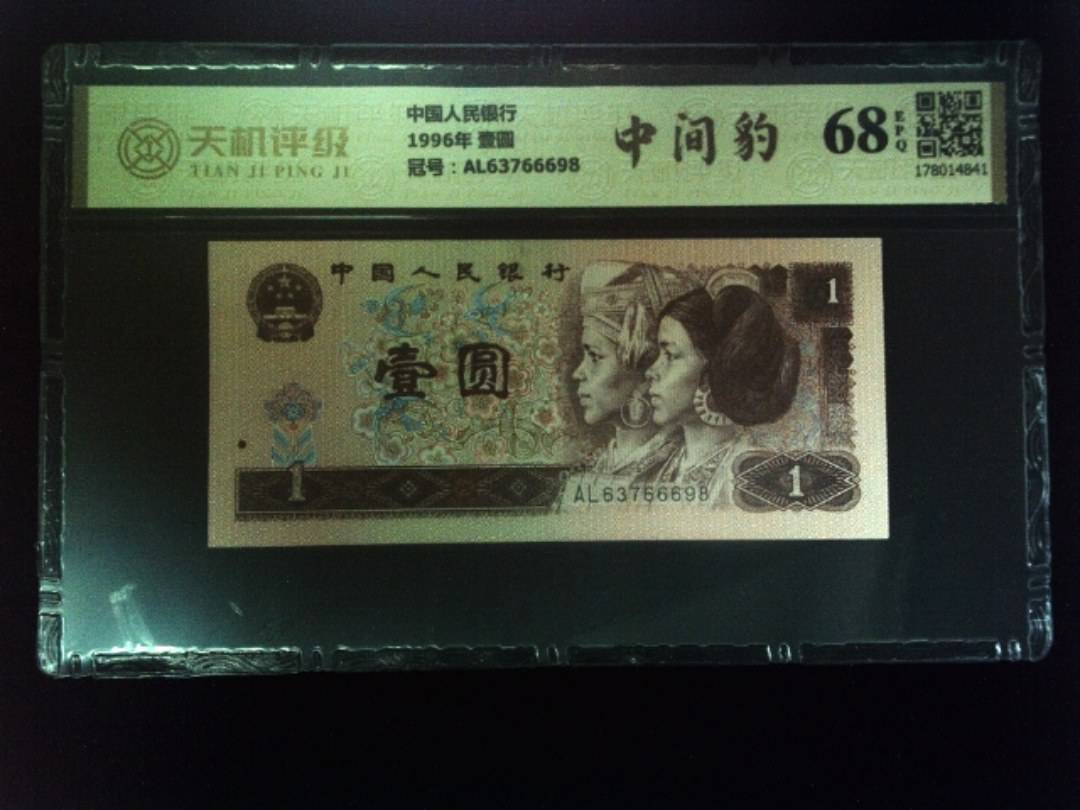 天机评级
TIAN JI PING JI
中国人民银行
1996年 壹圆
冠号：AL63766698
中间豹
68
EPQ
178014841
中国人民银行
1
壹圆
1
AL63766698
1